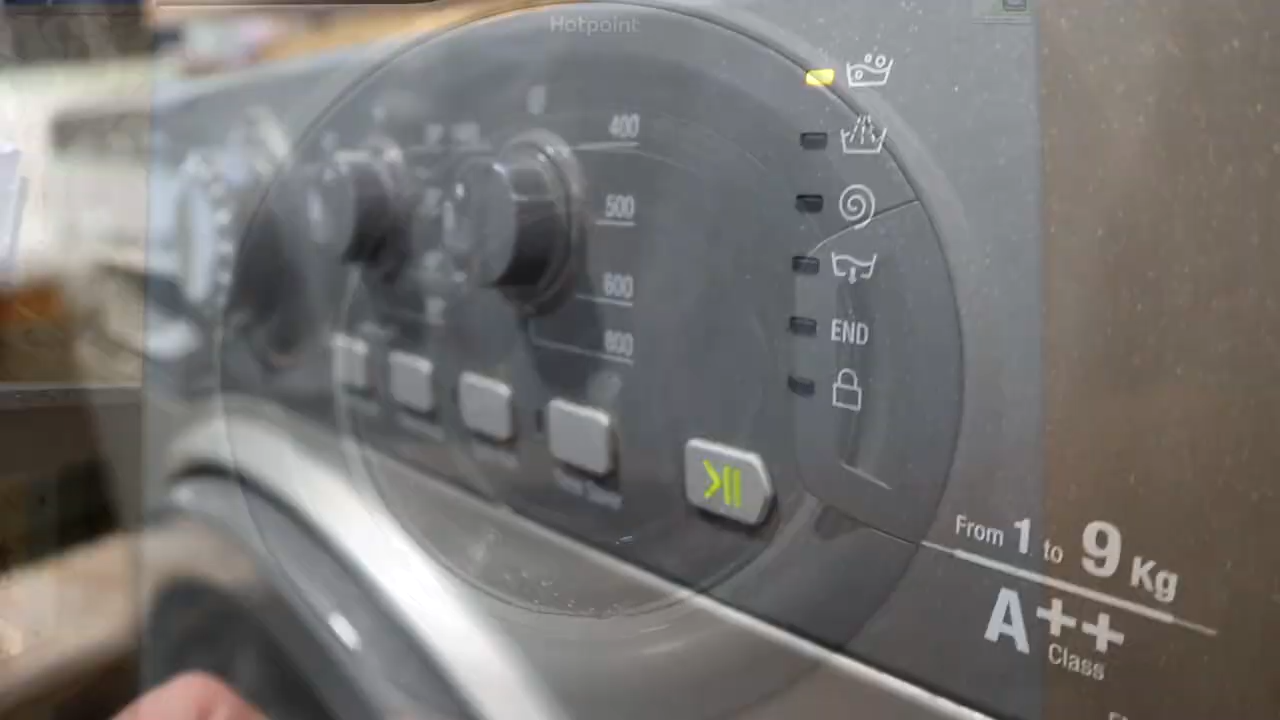 Hotpoint
400
500
600
800
END
From 1 to 9 Kg
A++
Class